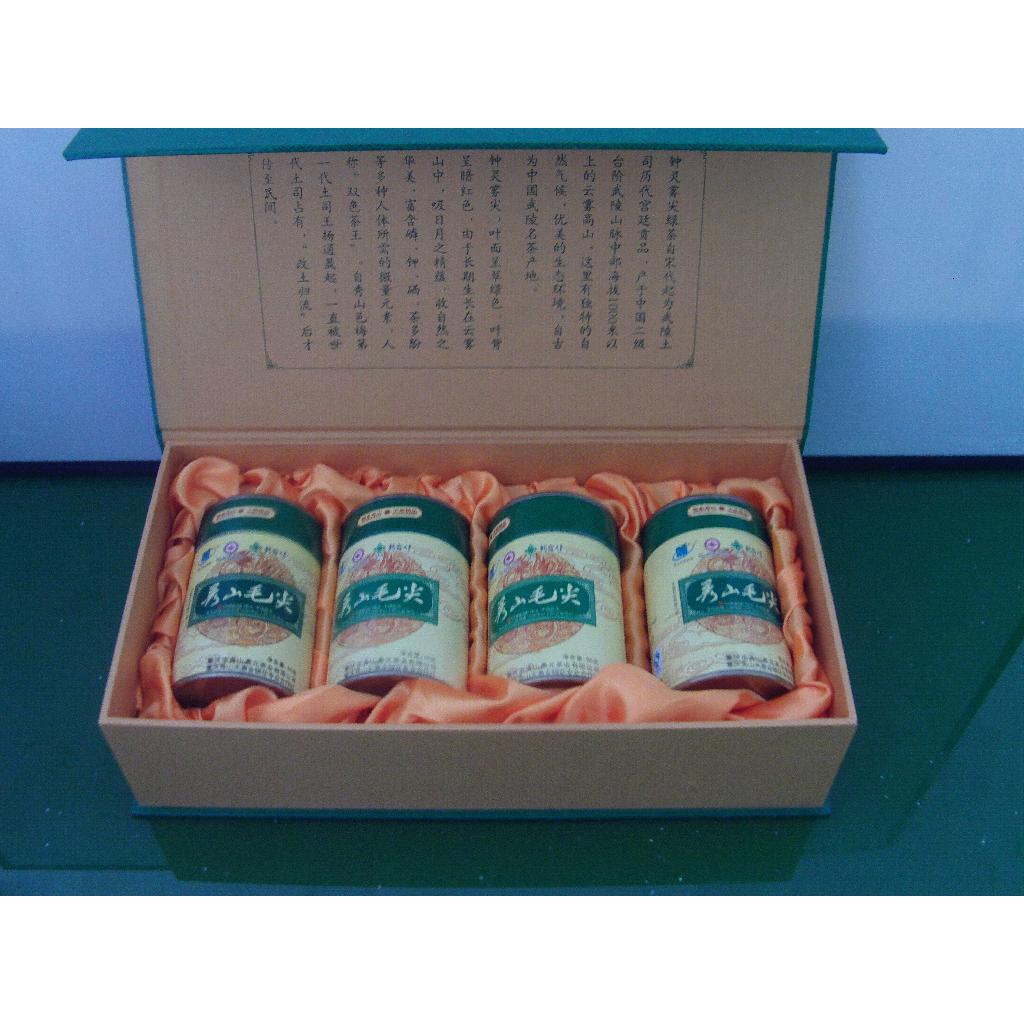 钟灵雾尖绿茶自宋代起为武陵土
司历代宫廷贡品，产于中国二级
台阶武陵山脉中部海拔1000米以
上的云雾高山。这里有独特的自
然气候，优美的生态环境，自古
为中国武陵名茶产地。
钟灵雾尖，叶面呈翠绿色，叶背
呈暗红色，由于长期生长在云雾
山中，吸日月之精蕴，收自然之
华美，富含磷、钾、硒、茶多酚
等多种人体所需的微量元素，人
称“双色茶王”。自秀山邑梅第
一代土司王杨通晟起，一直被世
代土司占有，“改土归流”后才
传至民间。
秀山毛尖
秀山毛尖
秀山毛尖
秀山毛尖